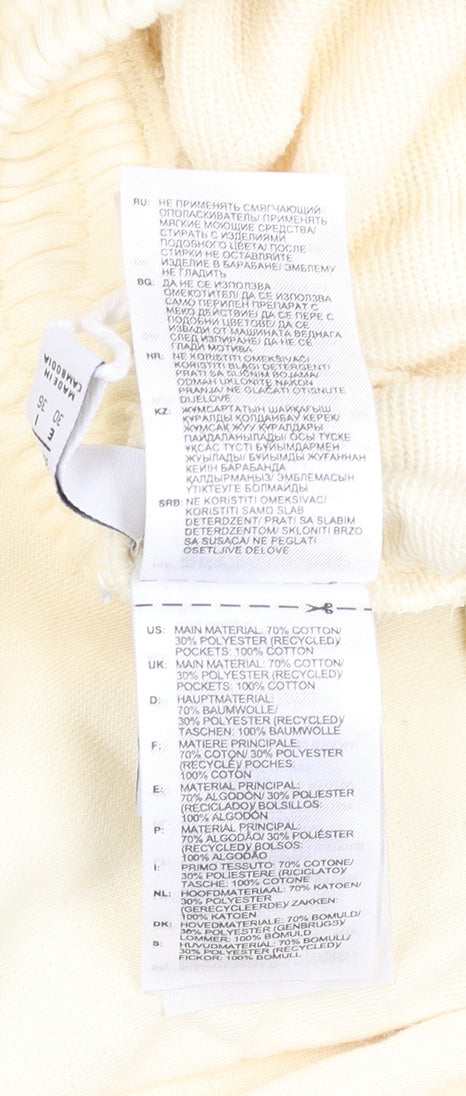 RU: НЕ ПРИМЕНЯТЬ СМЯГЧАЮЩИЙ
ОПОЛАСКИВАТЕЛЬ/ ПРИМЕНЯТЬ
МЯГКИЕ МОЮЩИЕ СРЕДСТВА/
СТИРАТЬ С ИЗДЕЛИЯМИ
ПОДОБНОГО ЦВЕТА/ ПОСЛЕ
СТИРКИ НЕ ОСТАВЛЯЙТЕ
ИЗДЕЛИЕ В БАРАБАНЕ/ ЭМБЛЕМУ
НЕ ГЛАДИТЬ
BG: ДА НЕ СЕ ИЗПОЛЗВА
ОМЕКОТИТЕЛ/ ДА СЕ ИЗПОЛЗВА
САМО ПЕРИЛЕН ПРЕПАРАТ С
МЕКО ДЕЙСТВИЕ/ ДА СЕ ПЕРЕ С
ПОДОБНИ ЦВЕТОВЕ/ ДА СЕ
ИЗВАДИ ОТ МАШИНАТА ВЕДНАГА
СЛЕД ИЗПИРАНЕ/ ДА НЕ СЕ
ГЛАДИ МОТИВА
HR: NE KORISTITI OMEKŠIVAČ/
KORISTITI BLAGI DETERGENT/
PRATI SA SLIČNIM BOJAMA/
ODMAH UKLONITE NAKON
PRANJA/ NE GLAČATI OTISNUTE
DIJELOVE
KZ: ЖҰМСАРТАТЫН ШАЙҚАҒЫШ
ҚҰРАЛДЫ ҚОЛДАНБАУ КЕРЕК/
ЖҰМСАҚ ЖУУ ҚҰРАЛДАРЫ
ПАЙДАЛАНЫЛАДЫ/ ОСЫ ТҮСКЕ
ҰҚСАС ТҮСТІ БҰЙЫМДАРМЕН
ЖУЫЛАДЫ/ БҰЙЫМДЫ ЖУҒАННАН
КЕЙІН БАРАБАНДА
ҚАЛДЫРМАҢЫЗ/ ЭМБЛЕМАСЫН
ҮТІКТЕУГЕ БОЛМАЙДЫ
SRB: NE KORISTITI OMEKSIVAC/
KORISTITI SAMO SLAB
DETERDZENT/ PRATI SA SLABIM
DETERDZENTOM/ SKLONITI BRZO
SA SUSACA/ NE PEGLATI
OSETLJIVE DELOVE
MADE IN
CAMBODIA
I
E
36
30
US: MAIN MATERIAL: 70% COTTON/
30% POLYESTER (RECYCLED)/
POCKETS: 100% COTTON
UK: MAIN MATERIAL: 70% COTTON/
30% POLYESTER (RECYCLED)/
POCKETS: 100% COTTON
D: HAUPTMATERIAL:
70% BAUMWOLLE/
30% POLYESTER (RECYCLED)/
TASCHEN: 100% BAUMWOLLE
F: MATIERE PRINCIPALE:
70% COTON/ 30% POLYESTER
(RECYCLÉ)/ POCHES:
100% COTON
E: MATERIAL PRINCIPAL:
70% ALGODÓN/ 30% POLIESTER
(RECICLADO)/ BOLSILLOS:
100% ALGODÓN
P: MATERIAL PRINCIPAL:
70% ALGODÃO/ 30% POLIÉSTER
(RECYCLED)/ BOLSOS:
100% ALGODÃO
I: PRIMO TESSUTO: 70% COTONE/
30% POLIESTERE (RICICLATO)/
TASCHE: 100% COTONE
NL: HOOFDMATERIAAL: 70% KATOEN/
30% POLYESTER
(GERECYCLEERDE)/ ZAKKEN:
100% KATOEN
DK: HOVEDMATERIALE: 70% BOMULD/
30% POLYESTER (GENBRUGS)/
LOMMER: 100% BOMULD
S: HUVUDMATERIAL: 70% BOMULL/
30% POLYESTER (RECYCLED)/
FICKOR: 100% BOMULL